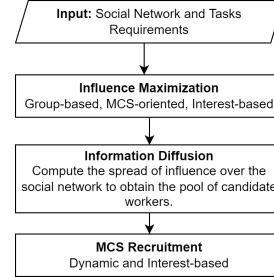 Input: Social Network and Tasks
Requirements
Influence Maximization
Group-based, MCS-oriented, Interest-based
Information Diffusion
Compute the spread of influence over the
social network to obtain the pool of candidate
workers.
MCS Recruitment
Dynamic and Interest-based